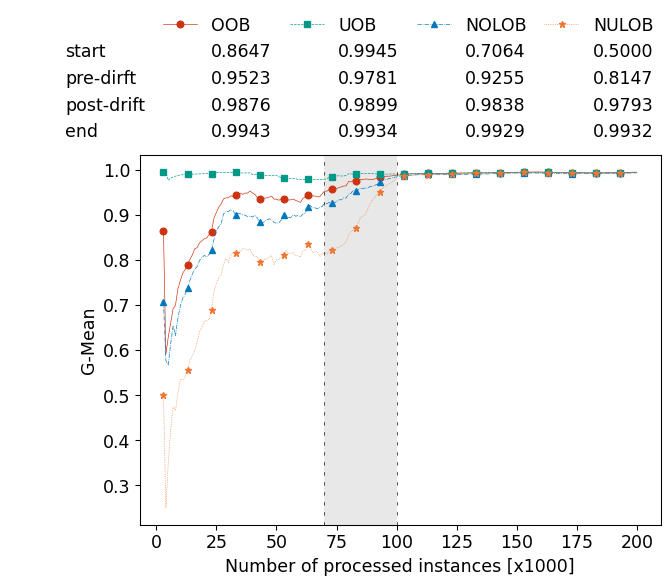 OOB UOB NOLOB NULOB
start 0.8647 0.9945 0.7064 0.5000
pre-dirft 0.9523 0.9781 0.9255 0.8147
post-drift 0.9876 0.9899 0.9838 0.9793
end 0.9943 0.9934 0.9929 0.9932
1.0
0.9
0.8
0.7
0.6
0.5
0.4
0.3
G-Mean
0 25 50 75 100 125 150 175 200
Number of processed instances [x1000]